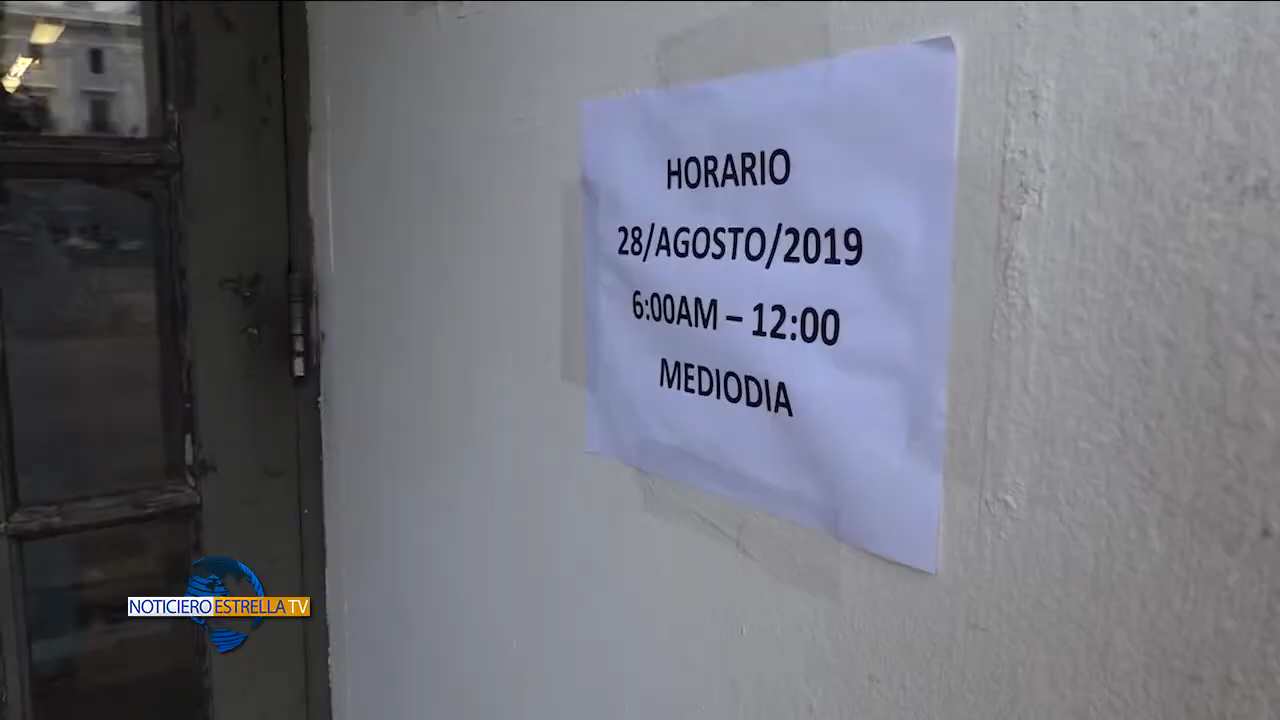 HORARIO
28/AGOSTO/2019
6:00AM – 12:00
MEDIODIA
NOTICIERO ESTRELLA TV